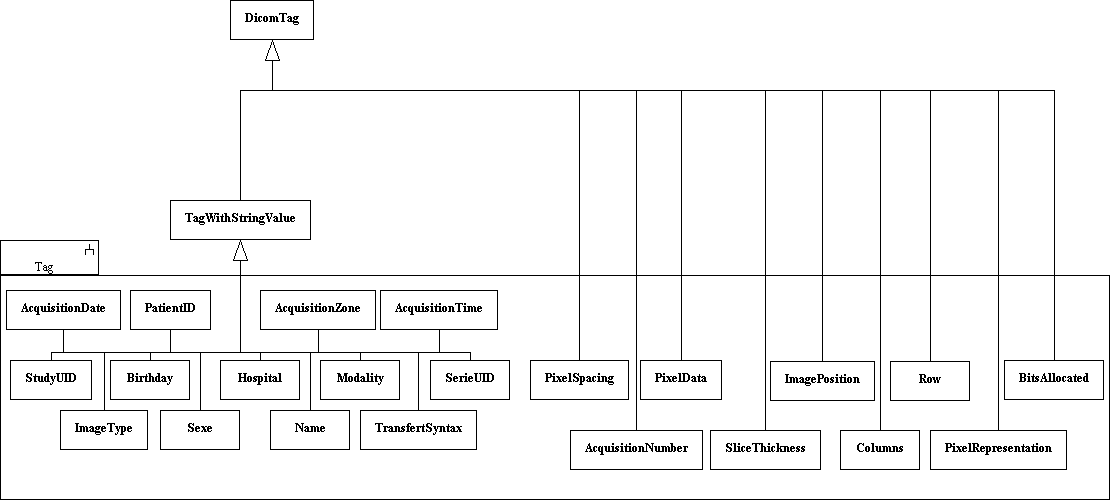 DicomTag
TagWithStringValue
Tag
AcquisitionDate
PatientID
AcquisitionZone
AcquisitionTime
StudyUID
Birthday
Hospital
Modality
SerieUID
PixelSpacing
PixelData
ImagePosition
Row
BitsAllocated
ImageType
Sexe
Name
TransfertSyntax
AcquisitionNumber
SliceThickness
Columns
PixelRepresentation